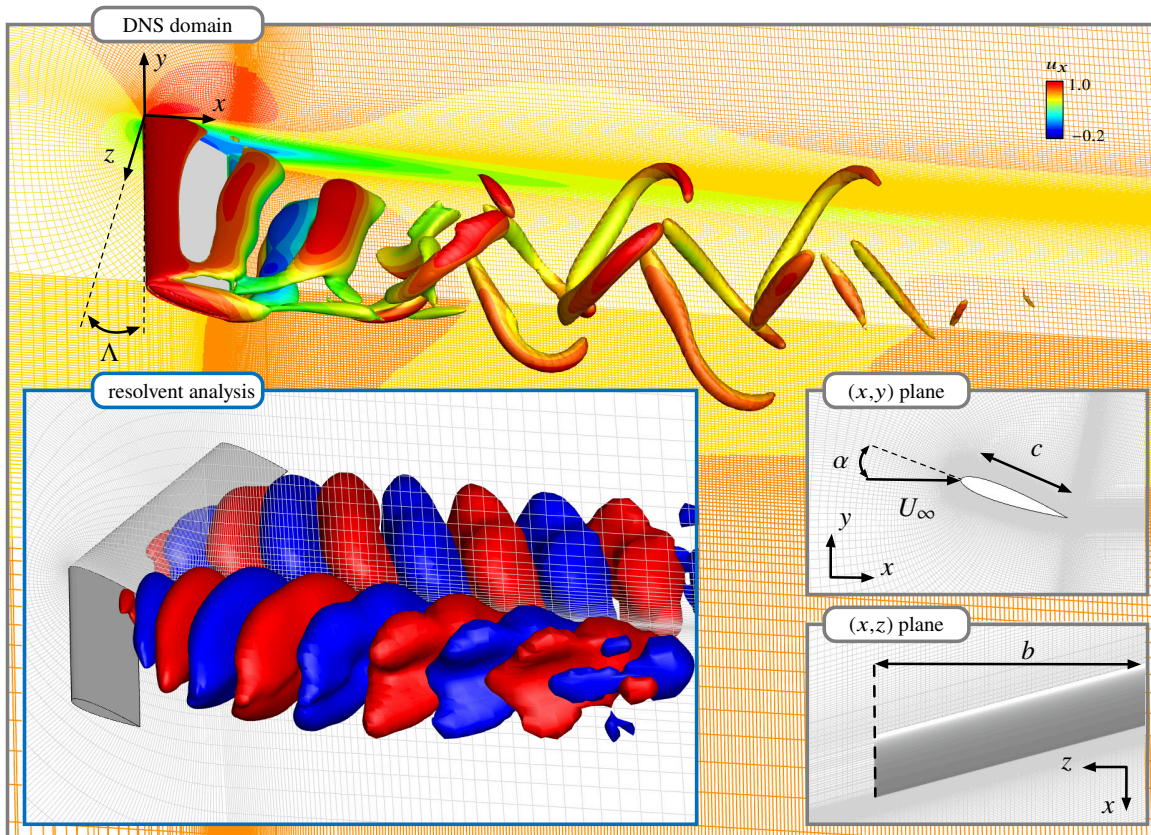 DNS domain
y
x
z
Λ
u_x
1.0
−0.2
resolvent analysis
(x,y) plane
α
c
U∞
y
x
(x,z) plane
b
z
x